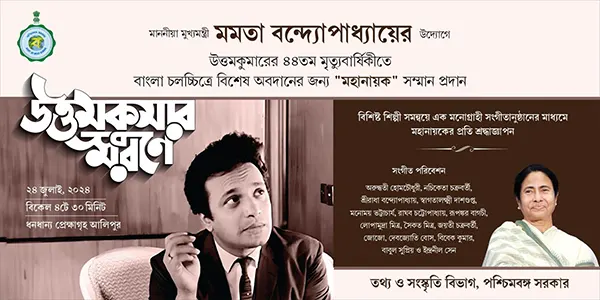 মাননীয়া মুখ্যমন্ত্রী মমতা বন্দ্যোপাধ্যায়ের উদ্যোগে
উত্তমকুমারের ৪৪তম মৃত্যুবার্ষিকীতে
বাংলা চলচ্চিত্রে বিশেষ অবদানের জন্য "মহানায়ক" সম্মান প্রদান
উত্তমকুমার
স্মরণে
২৪ জুলাই, ২০২৪
বিকেল ৪টে ৩০ মিনিট
ধনধান্য প্রেক্ষাগৃহ আলিপুর
বিশিষ্ট শিল্পী সমন্বয়ে এক মনোগ্রাহী সংগীতানুষ্ঠানের মাধ্যমে
মহানায়কের প্রতি শ্রদ্ধাজ্ঞাপন
সংগীত পরিবেশন
অরুন্ধতী হোমচৌধুরী, নচিকেতা চক্রবর্তী,
শ্রীরাধা বন্দ্যোপাধ্যায়, স্বাগতালক্ষ্মী দাশগুপ্ত,
মনোময় ভট্টাচার্য, রাঘব চট্টোপাধ্যায়, রূপঙ্কর বাগচী,
লোপামুদ্রা মিত্র, সৈকত মিত্র, জয়তী চক্রবর্তী,
জোজো, দেবজ্যোতি বোস, বিবেক কুমার,
বাবুল সুপ্রিয় ও ইন্দ্রনীল সেন
তথ্য ও সংস্কৃতি বিভাগ, পশ্চিমবঙ্গ সরকার